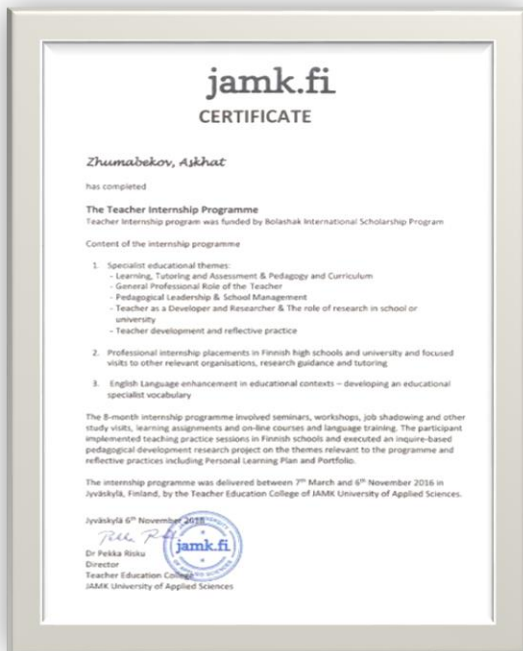 jamk.fi
CERTIFICATE
Zhumabekov, Askhat
has completed
The Teacher Internship Programme
Teacher Internship program was funded by Bolashak International Scholarship Program
Content of the internship programme
1. Specialist educational themes:
- Learning, Tutoring and Assessment & Pedagogy and Curriculum
- General Professional Role of the Teacher
- Pedagogical Leadership & School Management
- Teacher as a Developer and Researcher & The role of research in school or
university
- Teacher development and reflective practice
2. Professional internship placements in Finnish high schools and university and focused
visits to other relevant organisations, research guidance and tutoring
3. English Language enhancement in educational contexts – developing an educational
specialist vocabulary
The 8-month internship programme involved seminars, workshops, job shadowing and other
study visits, learning assignments and on-line courses and language training. The participant
implemented teaching practice sessions in Finnish schools and executed an inquire-based
pedagogical development research project on the themes relevant to the programme and
reflective practices including Personal Learning Plan and Portfolio.
The internship programme was delivered between 7th March and 6th November 2016 in
Jyväskylä, Finland, by the Teacher Education College of JAMK University of Applied Sciences.
Jyväskylä 6th November 2016
jamk.fi
OF APPLIED SCIENCES
Dr Pekka Risku
Director
Teacher Education College
JAMK University of Applied Sciences